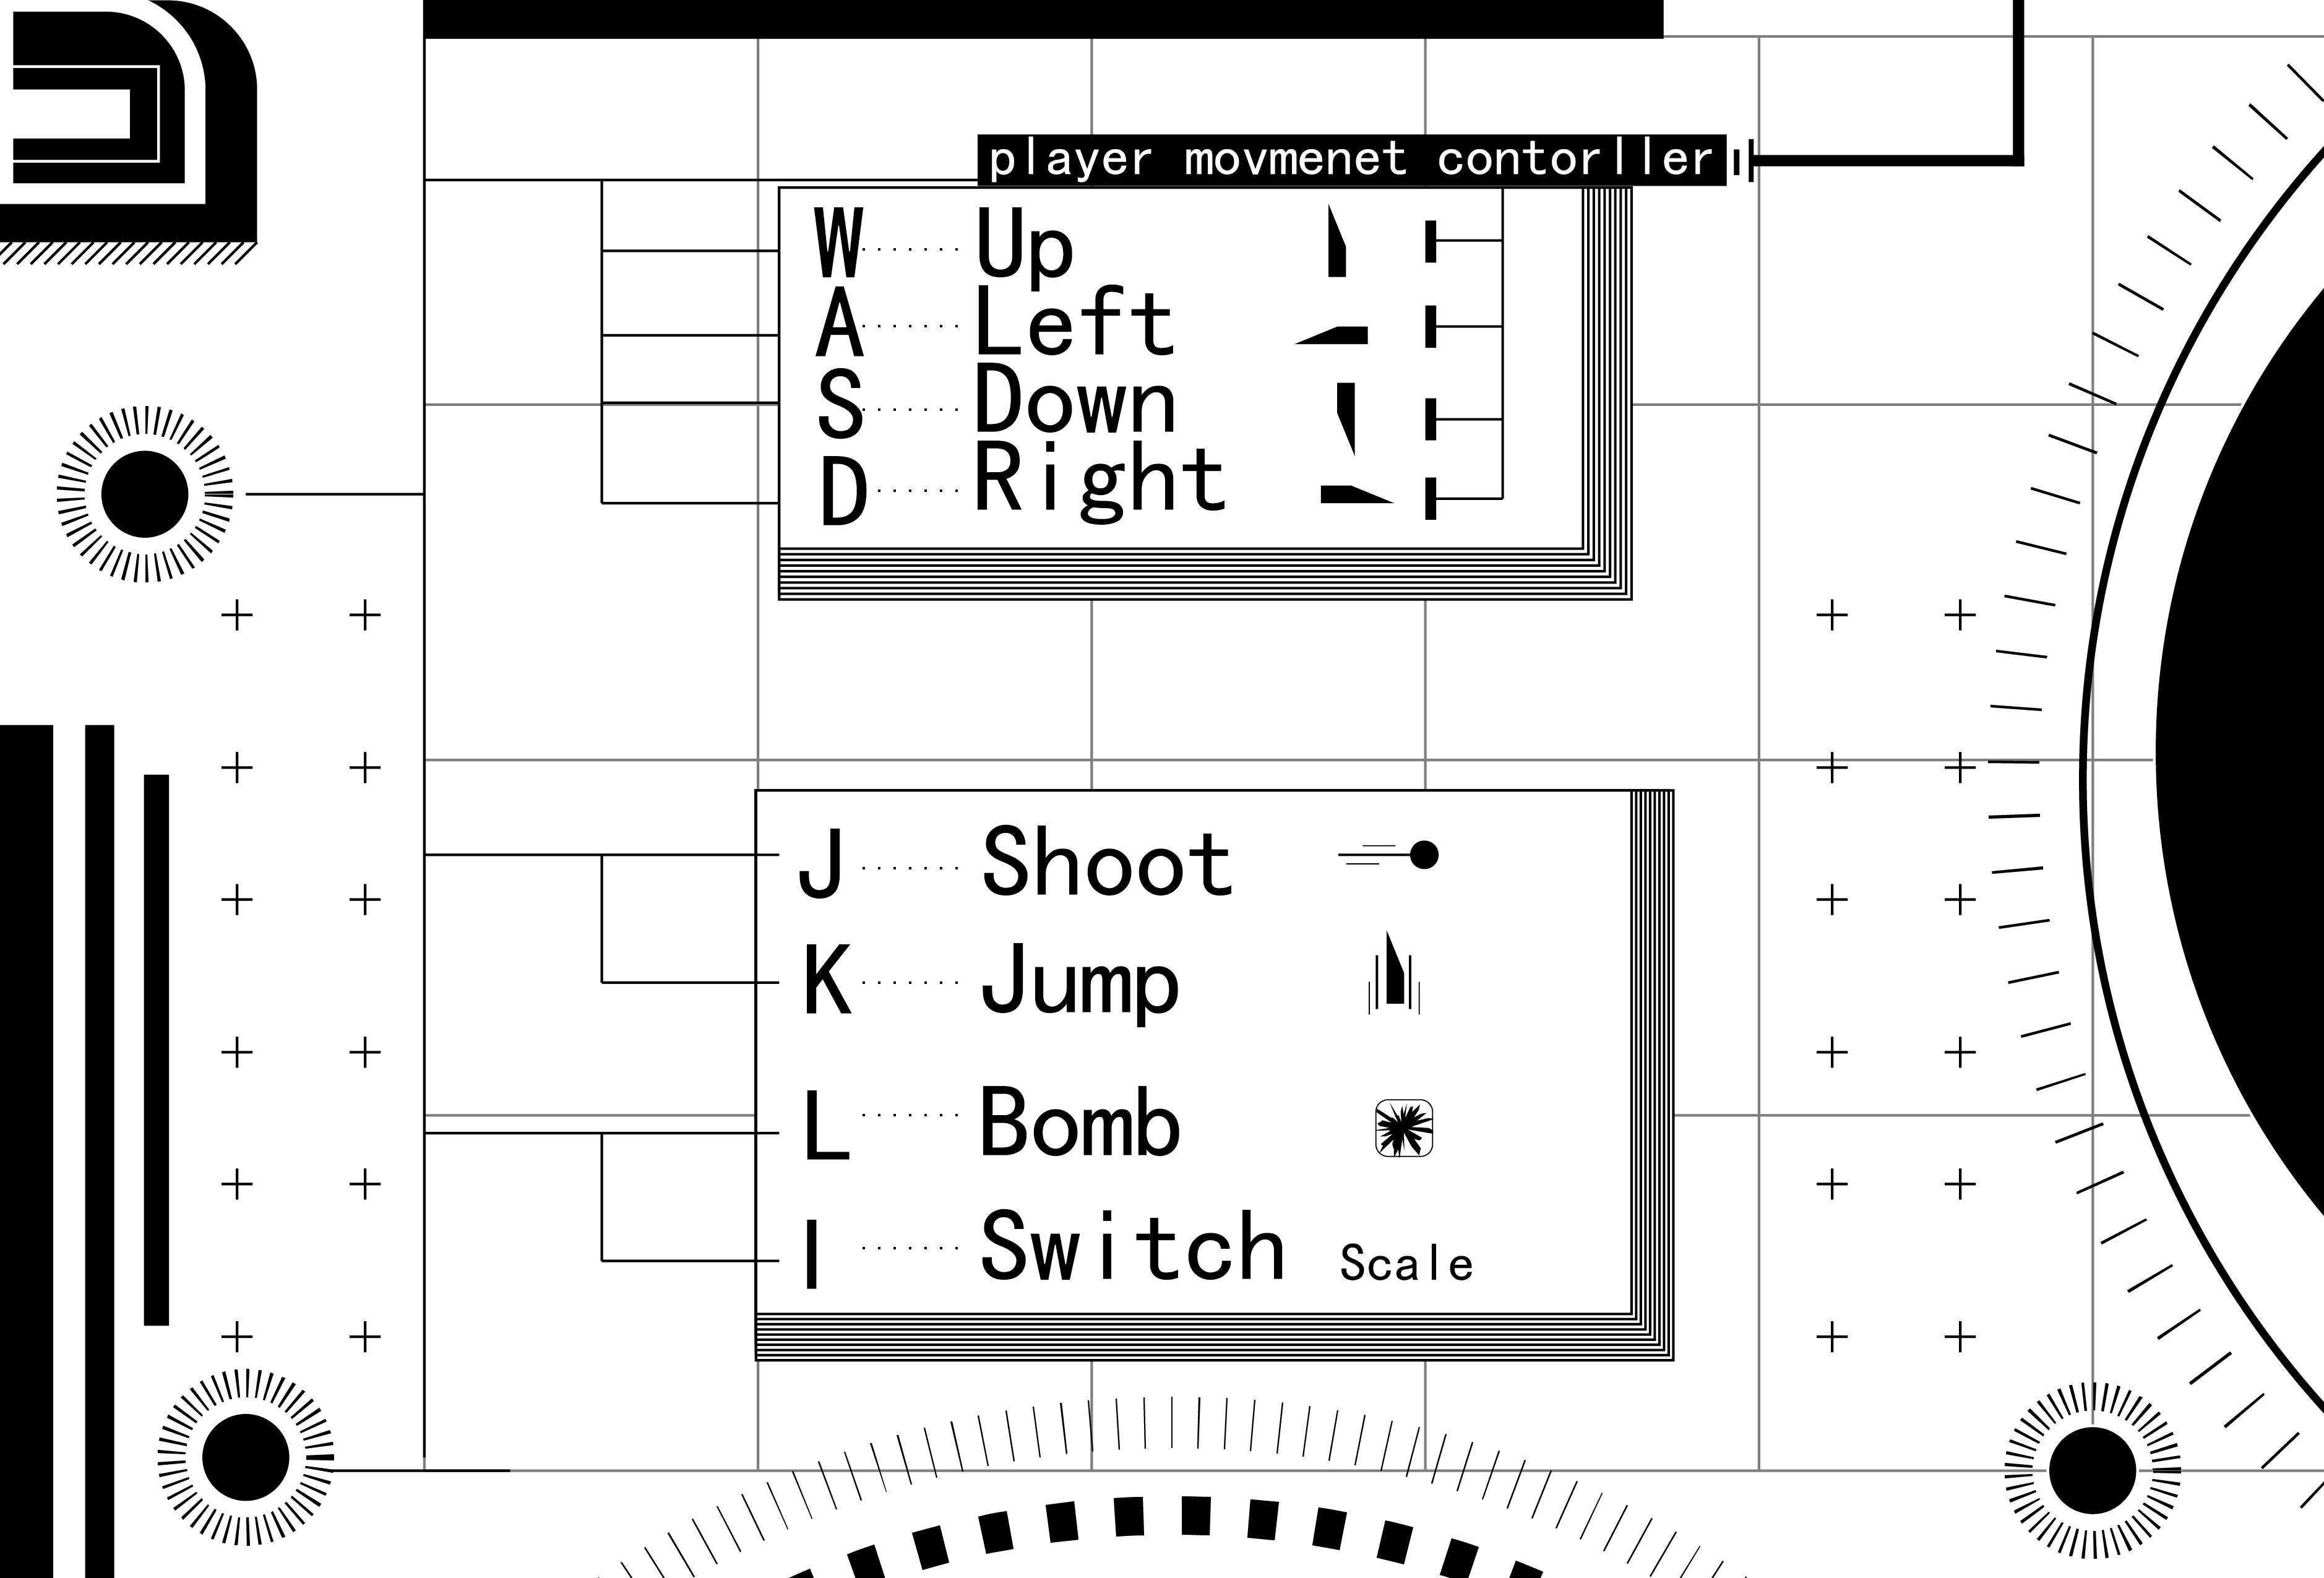 player movmenet contorller
W ······· Up
A ······· Left
S ······· Down
D ······ Right
J ······· Shoot
K ······· Jump
L ······· Bomb
I ······· Switch Scale